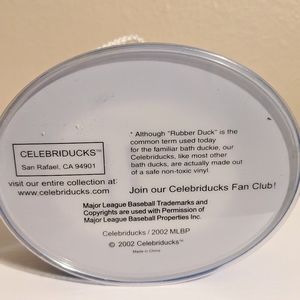 CELEBRIDUCKS™
San Rafael, CA 94901
visit our entire collection at:
www.celebriducks.com
* Although "Rubber Duck" is the
common term used today
for the familiar bath duckie, our
Celebriducks, like most other
bath ducks, are actually made out
of a safe non-toxic vinyl.
Join our Celebriducks Fan Club!
Major League Baseball Trademarks and
Copyrights are used with Permission of
Major League Baseball Properties Inc.
Celebriducks / 2002 MLBP
© 2002 Celebriducks™
Made in China